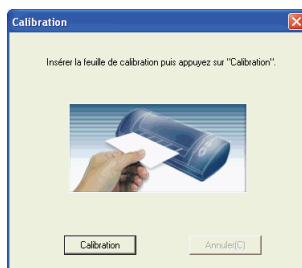 Calibration
Insérer la feuille de calibration puis appuyez sur "Calibration".
Calibration
Annuler(C)